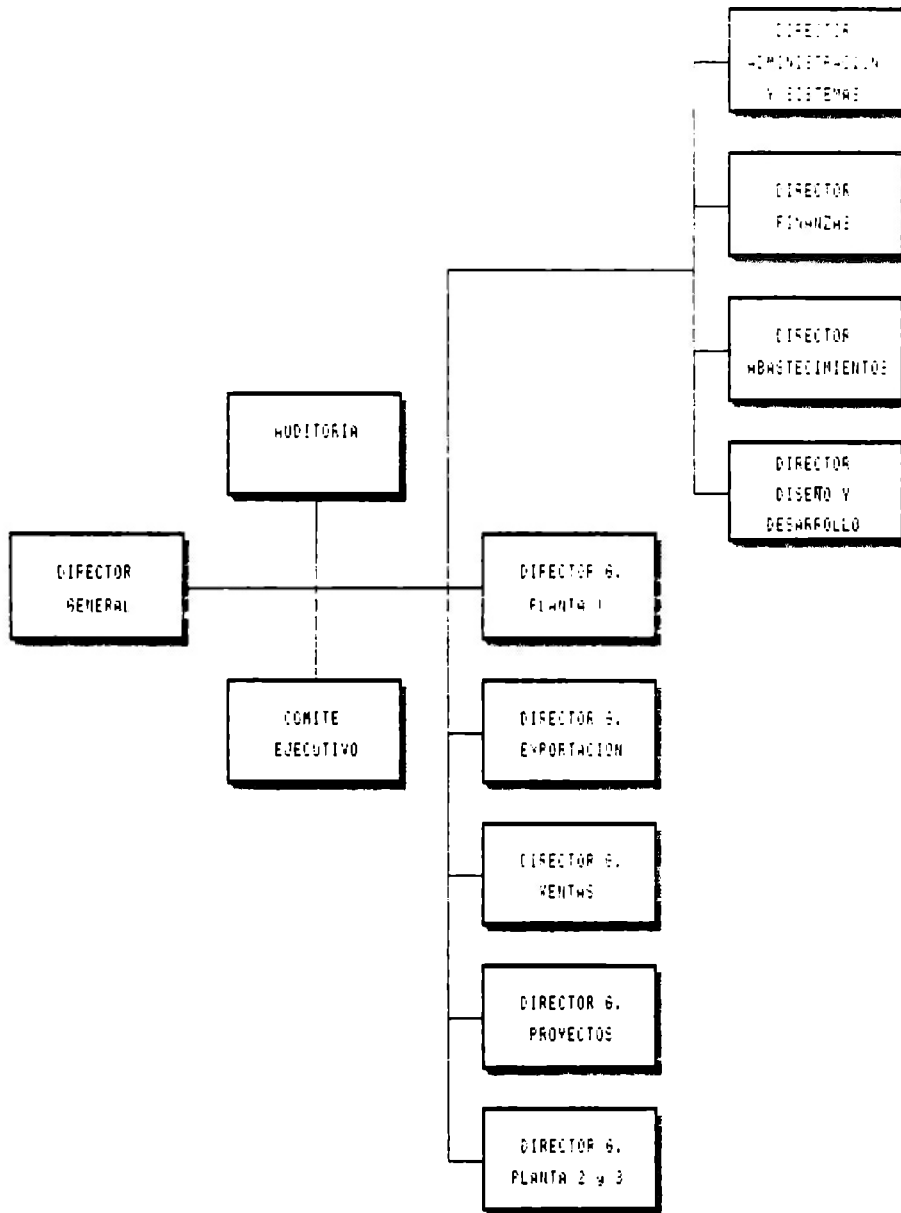 DIRECTOR
ADMINISTRACION
Y SISTEMAS
DIRECTOR
FINANZAS
DIRECTOR
ABASTECIMIENTOS
DIRECTOR
DISEÑO Y
DESARROLLO
AUDITORIA
DIRECTOR
GENERAL
DIRECTOR G.
PLANTA 1
COMITE
EJECUTIVO
DIRECTOR G.
EXPORTACION
DIRECTOR G.
VENTAS
DIRECTOR G.
PROYECTOS
DIRECTOR G.
PLANTA 2 y 3